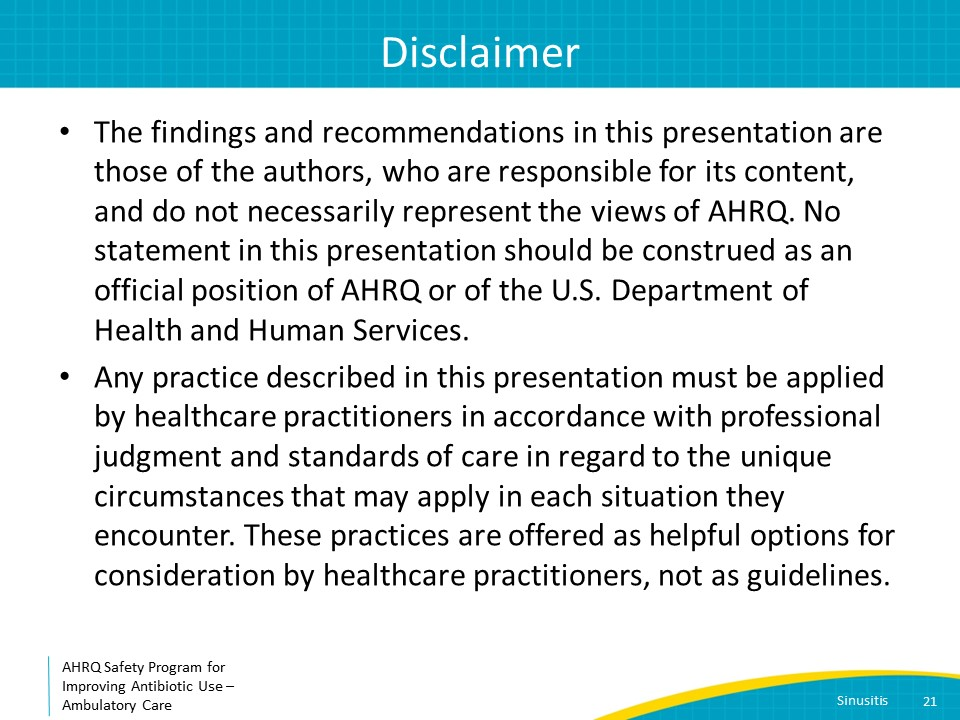 Disclaimer
• The findings and recommendations in this presentation are
those of the authors, who are responsible for its content,
and do not necessarily represent the views of AHRQ. No
statement in this presentation should be construed as an
official position of AHRQ or of the U.S. Department of
Health and Human Services.
• Any practice described in this presentation must be applied
by healthcare practitioners in accordance with professional
judgment and standards of care in regard to the unique
circumstances that may apply in each situation they
encounter. These practices are offered as helpful options for
consideration by healthcare practitioners, not as guidelines.
AHRQ Safety Program for
Improving Antibiotic Use –
Ambulatory Care
Sinusitis 21